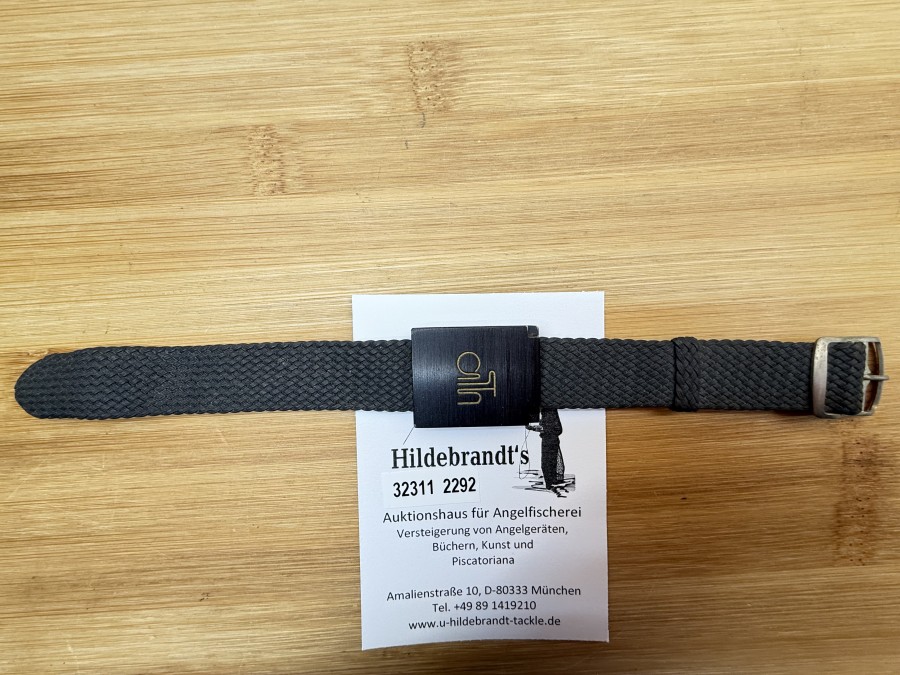 Hildebrandt's
32311 2292
Auktionshaus für Angelfischerei
Versteigerung von Angelgeräten,
Büchern, Kunst und
Piscatoriana
Amalienstraße 10, D-80333 München
Tel. +49 89 1419210
www.u-hildebrandt-tackle.de